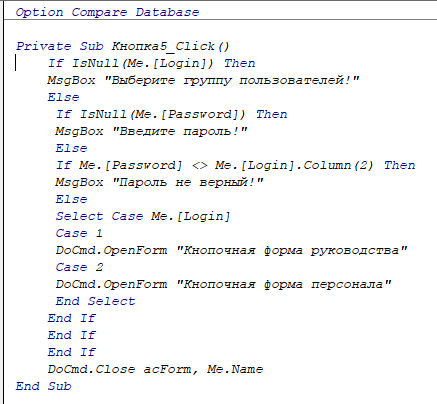 Option Compare Database
Private Sub Кнопка5_Click()
If IsNull(Me.[Login]) Then
MsgBox "Выберите группу пользователей!"
Else
If IsNull(Me.[Password]) Then
MsgBox "Введите пароль!"
Else
If Me.[Password] <> Me.[Login].Column(2) Then
MsgBox "Пароль не верный!"
Else
Select Case Me.[Login]
Case 1
DoCmd.OpenForm "Кнопочная форма руководства"
Case 2
DoCmd.OpenForm "Кнопочная форма персонала"
End Select
End If
End If
End If
DoCmd.Close acForm, Me.Name
End Sub